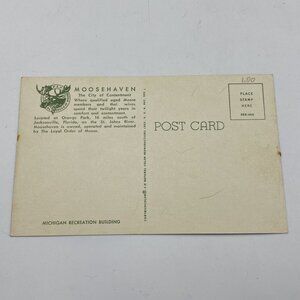 MOOSEHAVEN
The City of Contentment
Where qualified aged Moose
members and their wives
spend their twilight years in
comfort and contentment.
Located at Orange Park, 14 miles south of
Jacksonville, Florida, on the St. Johns River.
Moosehaven is owned, operated and maintained
by The Loyal Order of Moose.
MICHIGAN RECREATION BUILDING
POST CARD
1.00
PLACE
STAMP
HERE